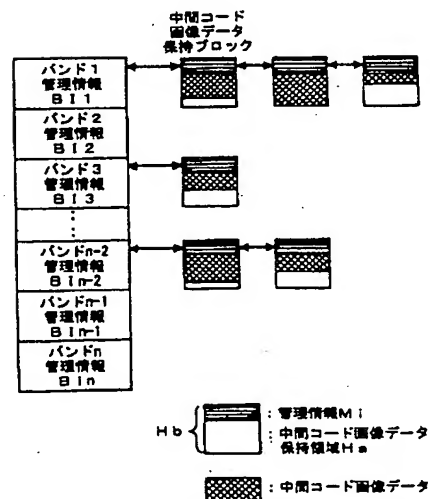 中間コード
画像データ
保持ブロック
バンド1
管理情報
BI1
バンド2
管理情報
BI2
バンド3
管理情報
BI3
バンドn-2
管理情報
BIn-2
バンドn-1
管理情報
BIn-1
バンドn
管理情報
BIn
Hb
:管理情報Mi
:中間コード画像データ
保持領域Ha
:中間コード画像データ